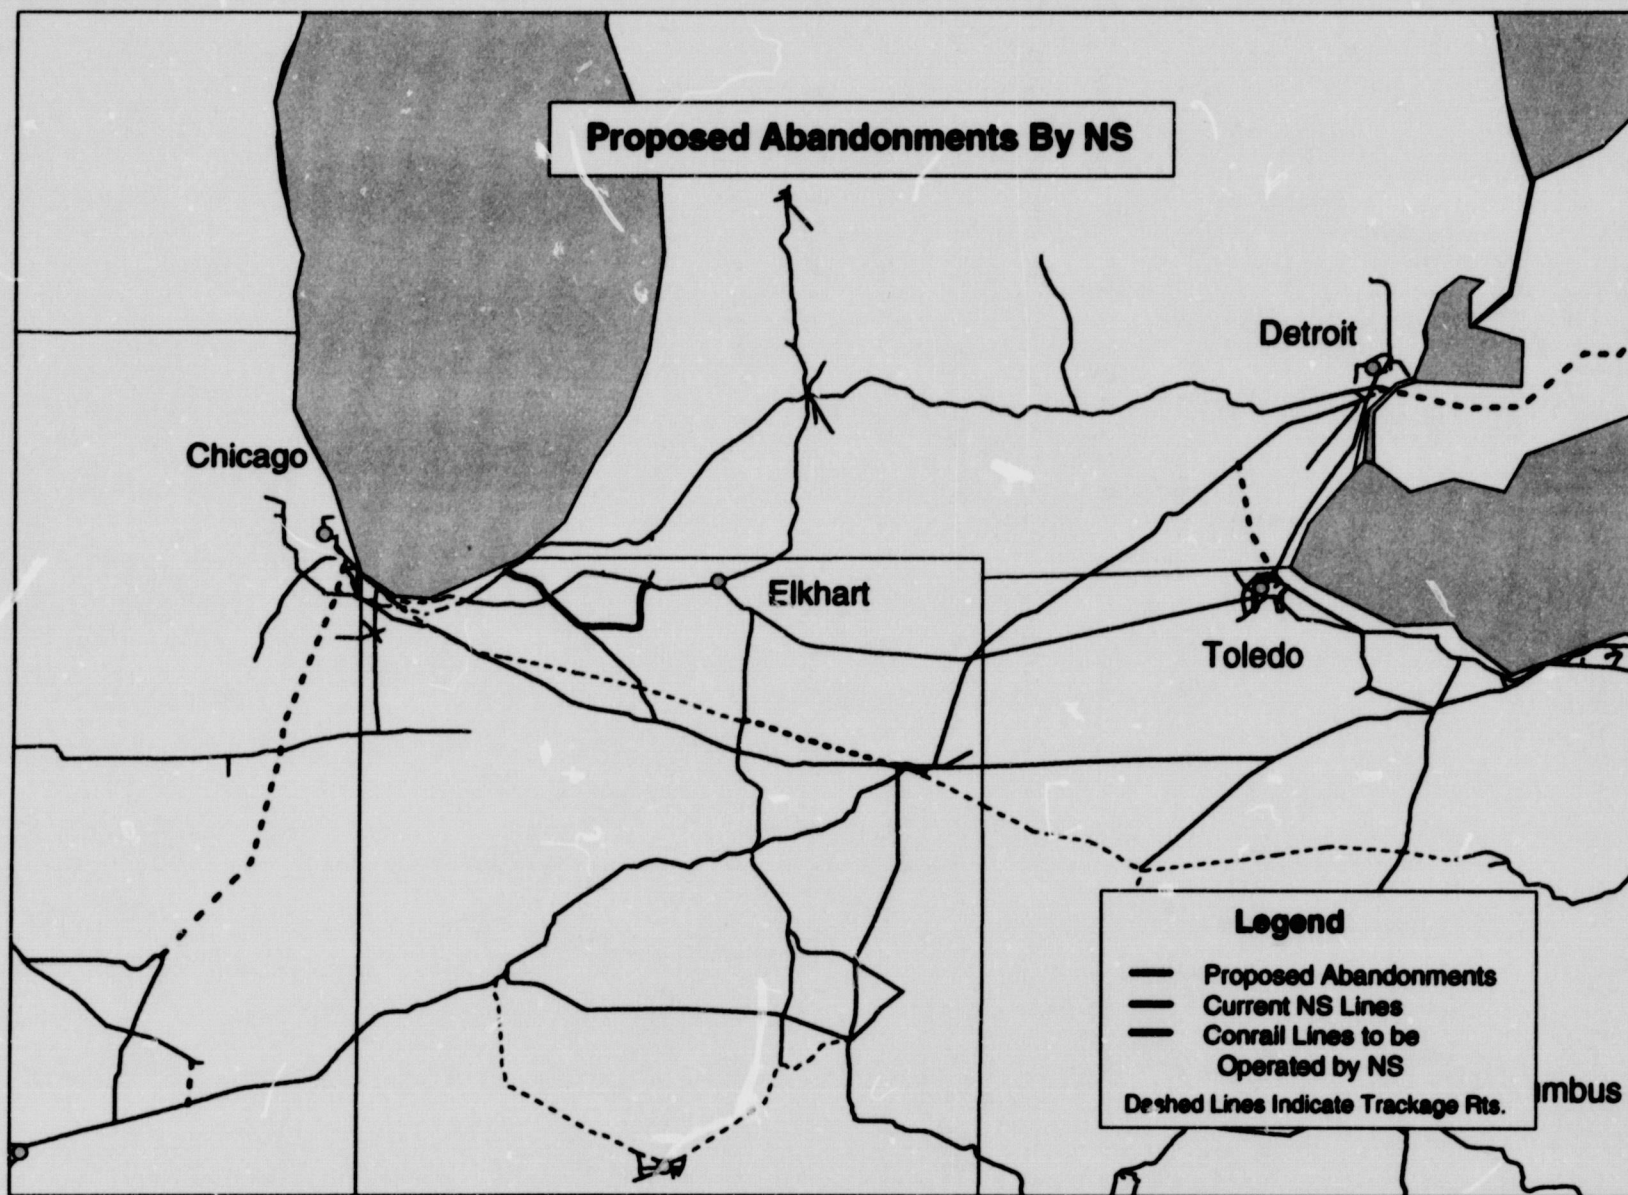 Proposed Abandonments By NS
Detroit
Chicago
Elkhart
Toledo
Legend
Proposed Abandonments
Current NS Lines
Conrail Lines to be
Operated by NS
Dashed Lines Indicate Trackage Rts.
umbus